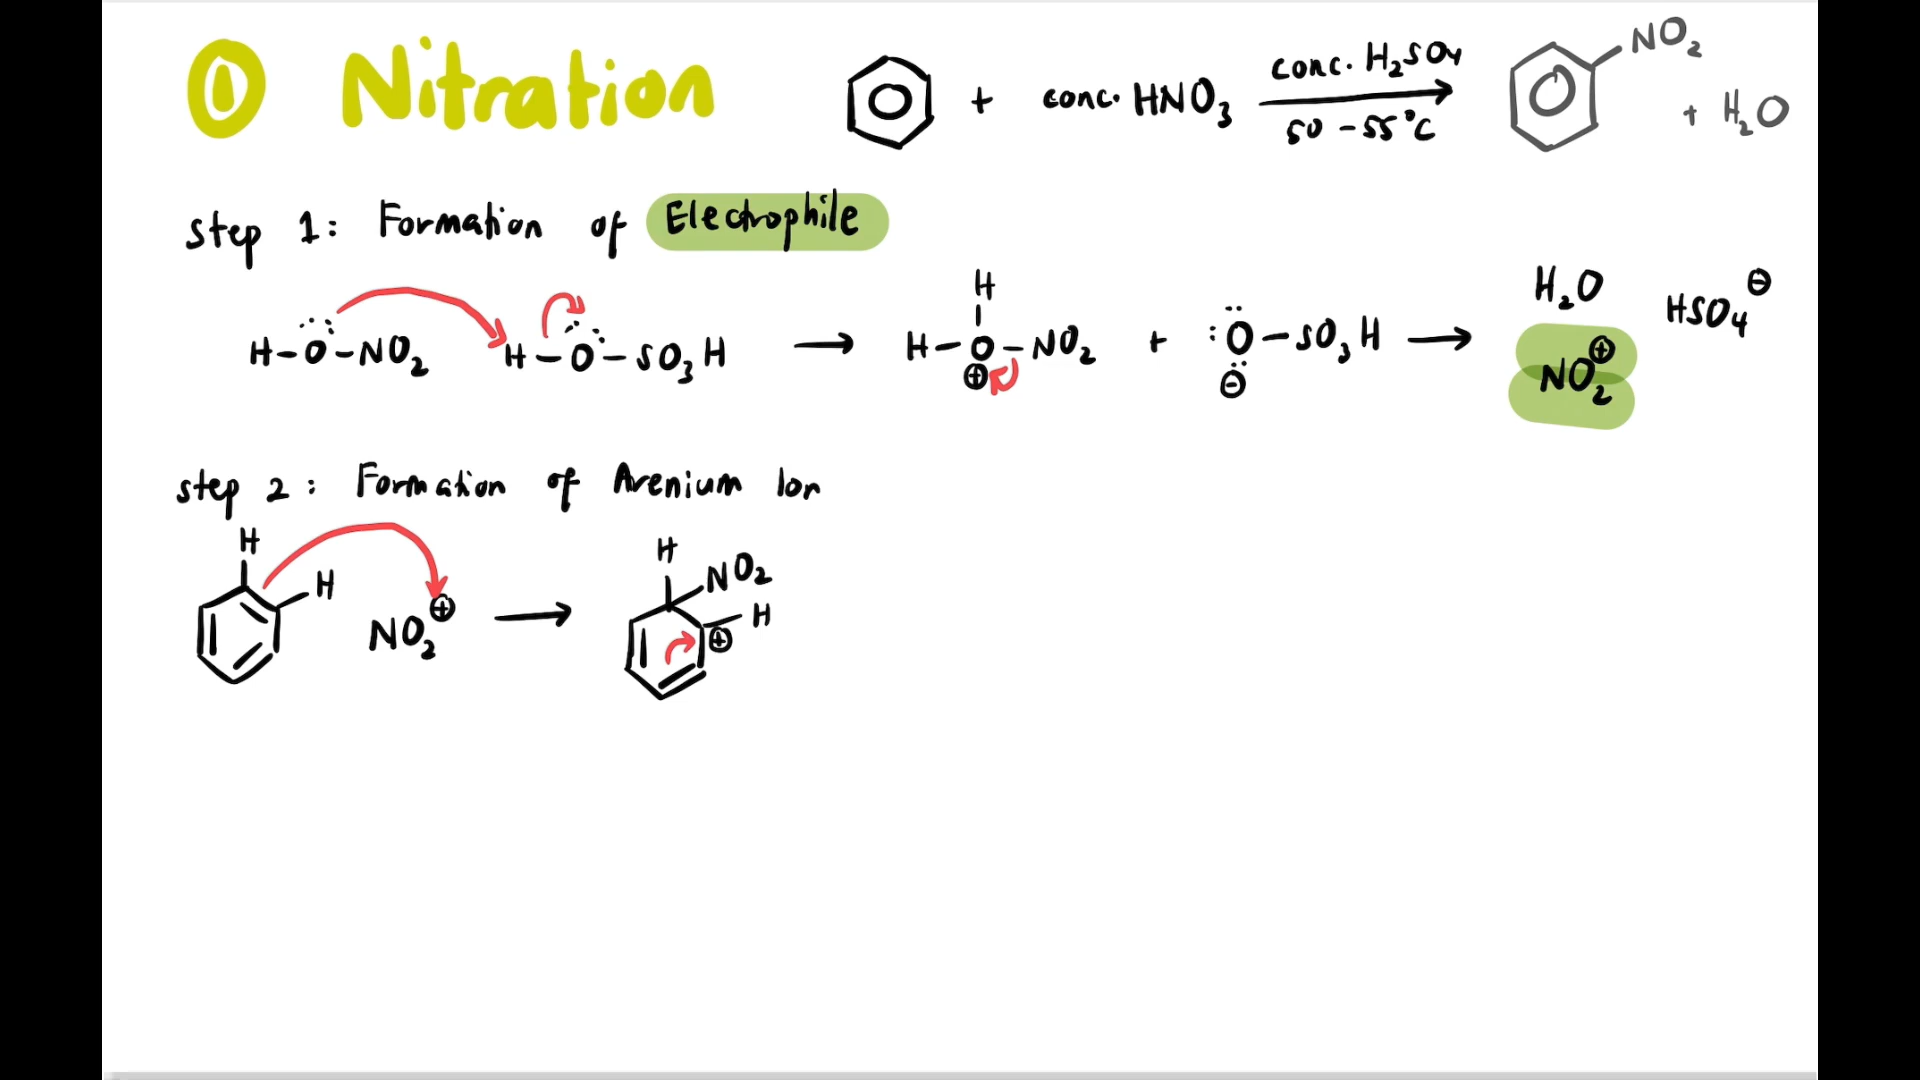 ① Nitration
+ conc. HNO3 conc. H2SO4 50-55°C NO2 + H2O
step 1: Formation of Electrophile
H-O-NO2 H-O-SO3H → H-O-NO2 H ⊕ + :O-SO3H ⊖ → H2O NO2⊕ HSO4⊖
step 2: Formation of Arenium Ion
H H NO2⊕ → H NO2 H ⊕